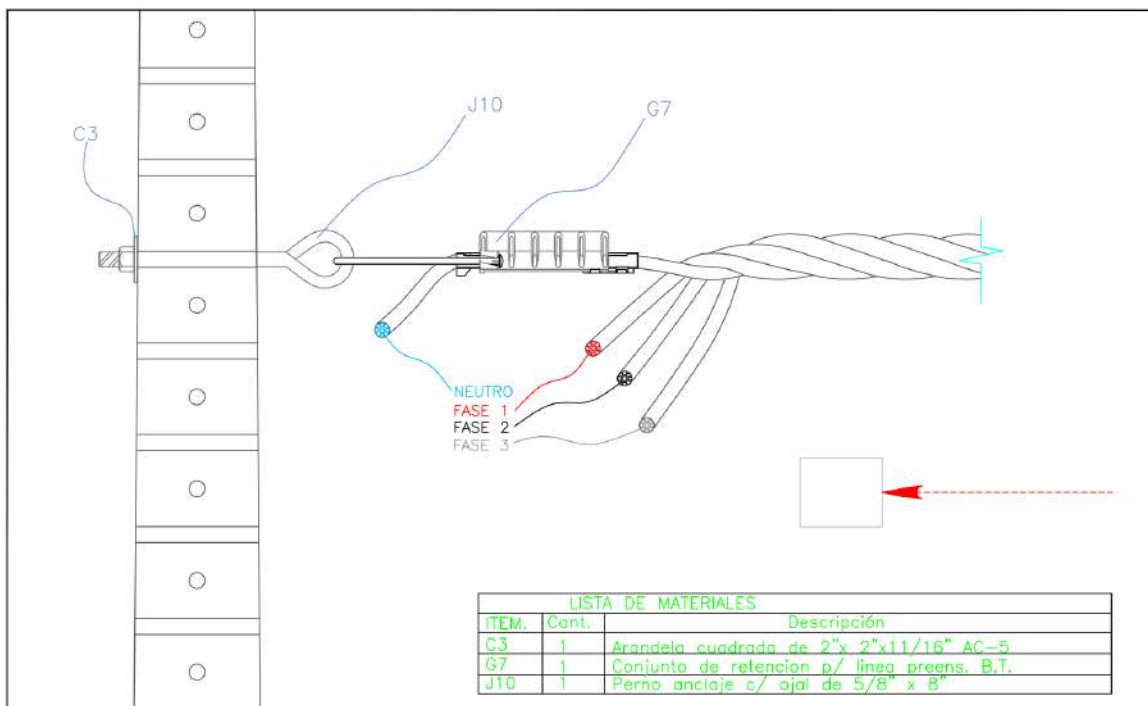 J10
G7
C3
NEUTRO
FASE 1
FASE 2
FASE 3
LISTA DE MATERIALES
ITEM. Cant. Descripción
C3 1 Arandela cuadrada de 2"x 2"x11/16" AC-5
G7 1 Conjunto de retencion p/ linea preens. B.T.
J10 1 Perno anclaje c/ ojal de 5/8" x 8"